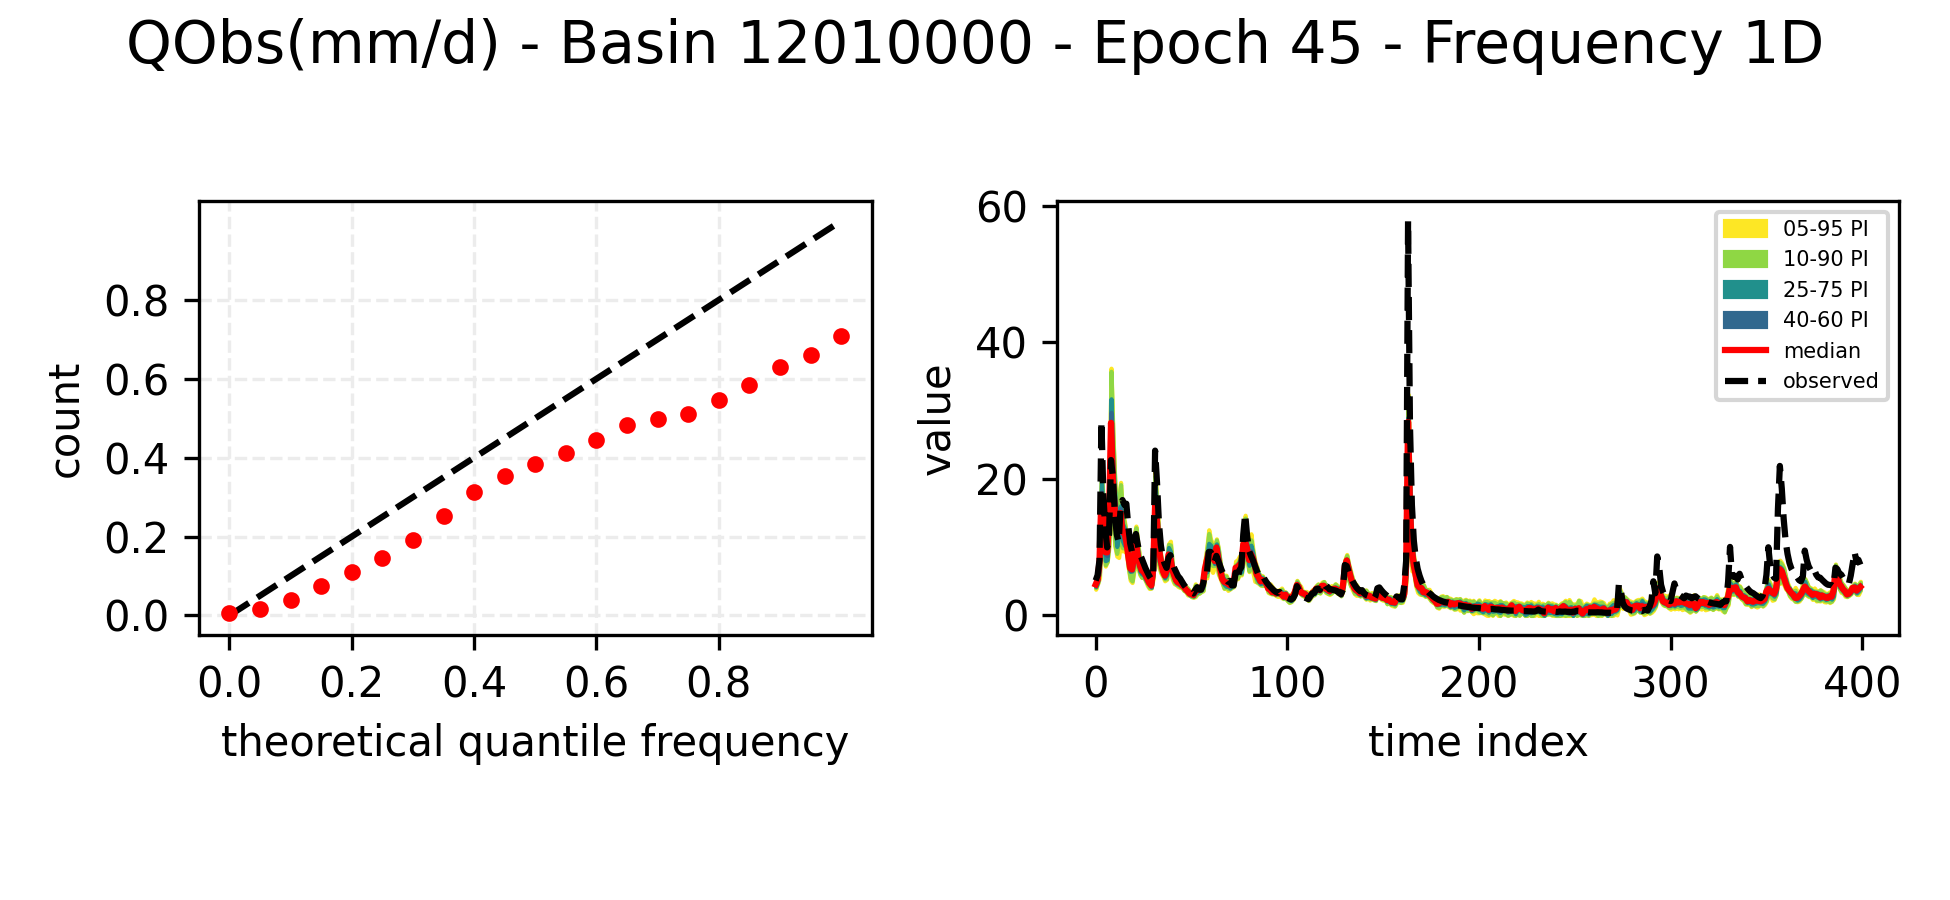 QObs(mm/d) - Basin 12010000 - Epoch 45 - Frequency 1D
count
0.8
0.6
0.4
0.2
0.0
0.0 0.2 0.4 0.6 0.8
theoretical quantile frequency
value
60
40
20
0
0 100 200 300 400
time index
05-95 PI
10-90 PI
25-75 PI
40-60 PI
median
observed